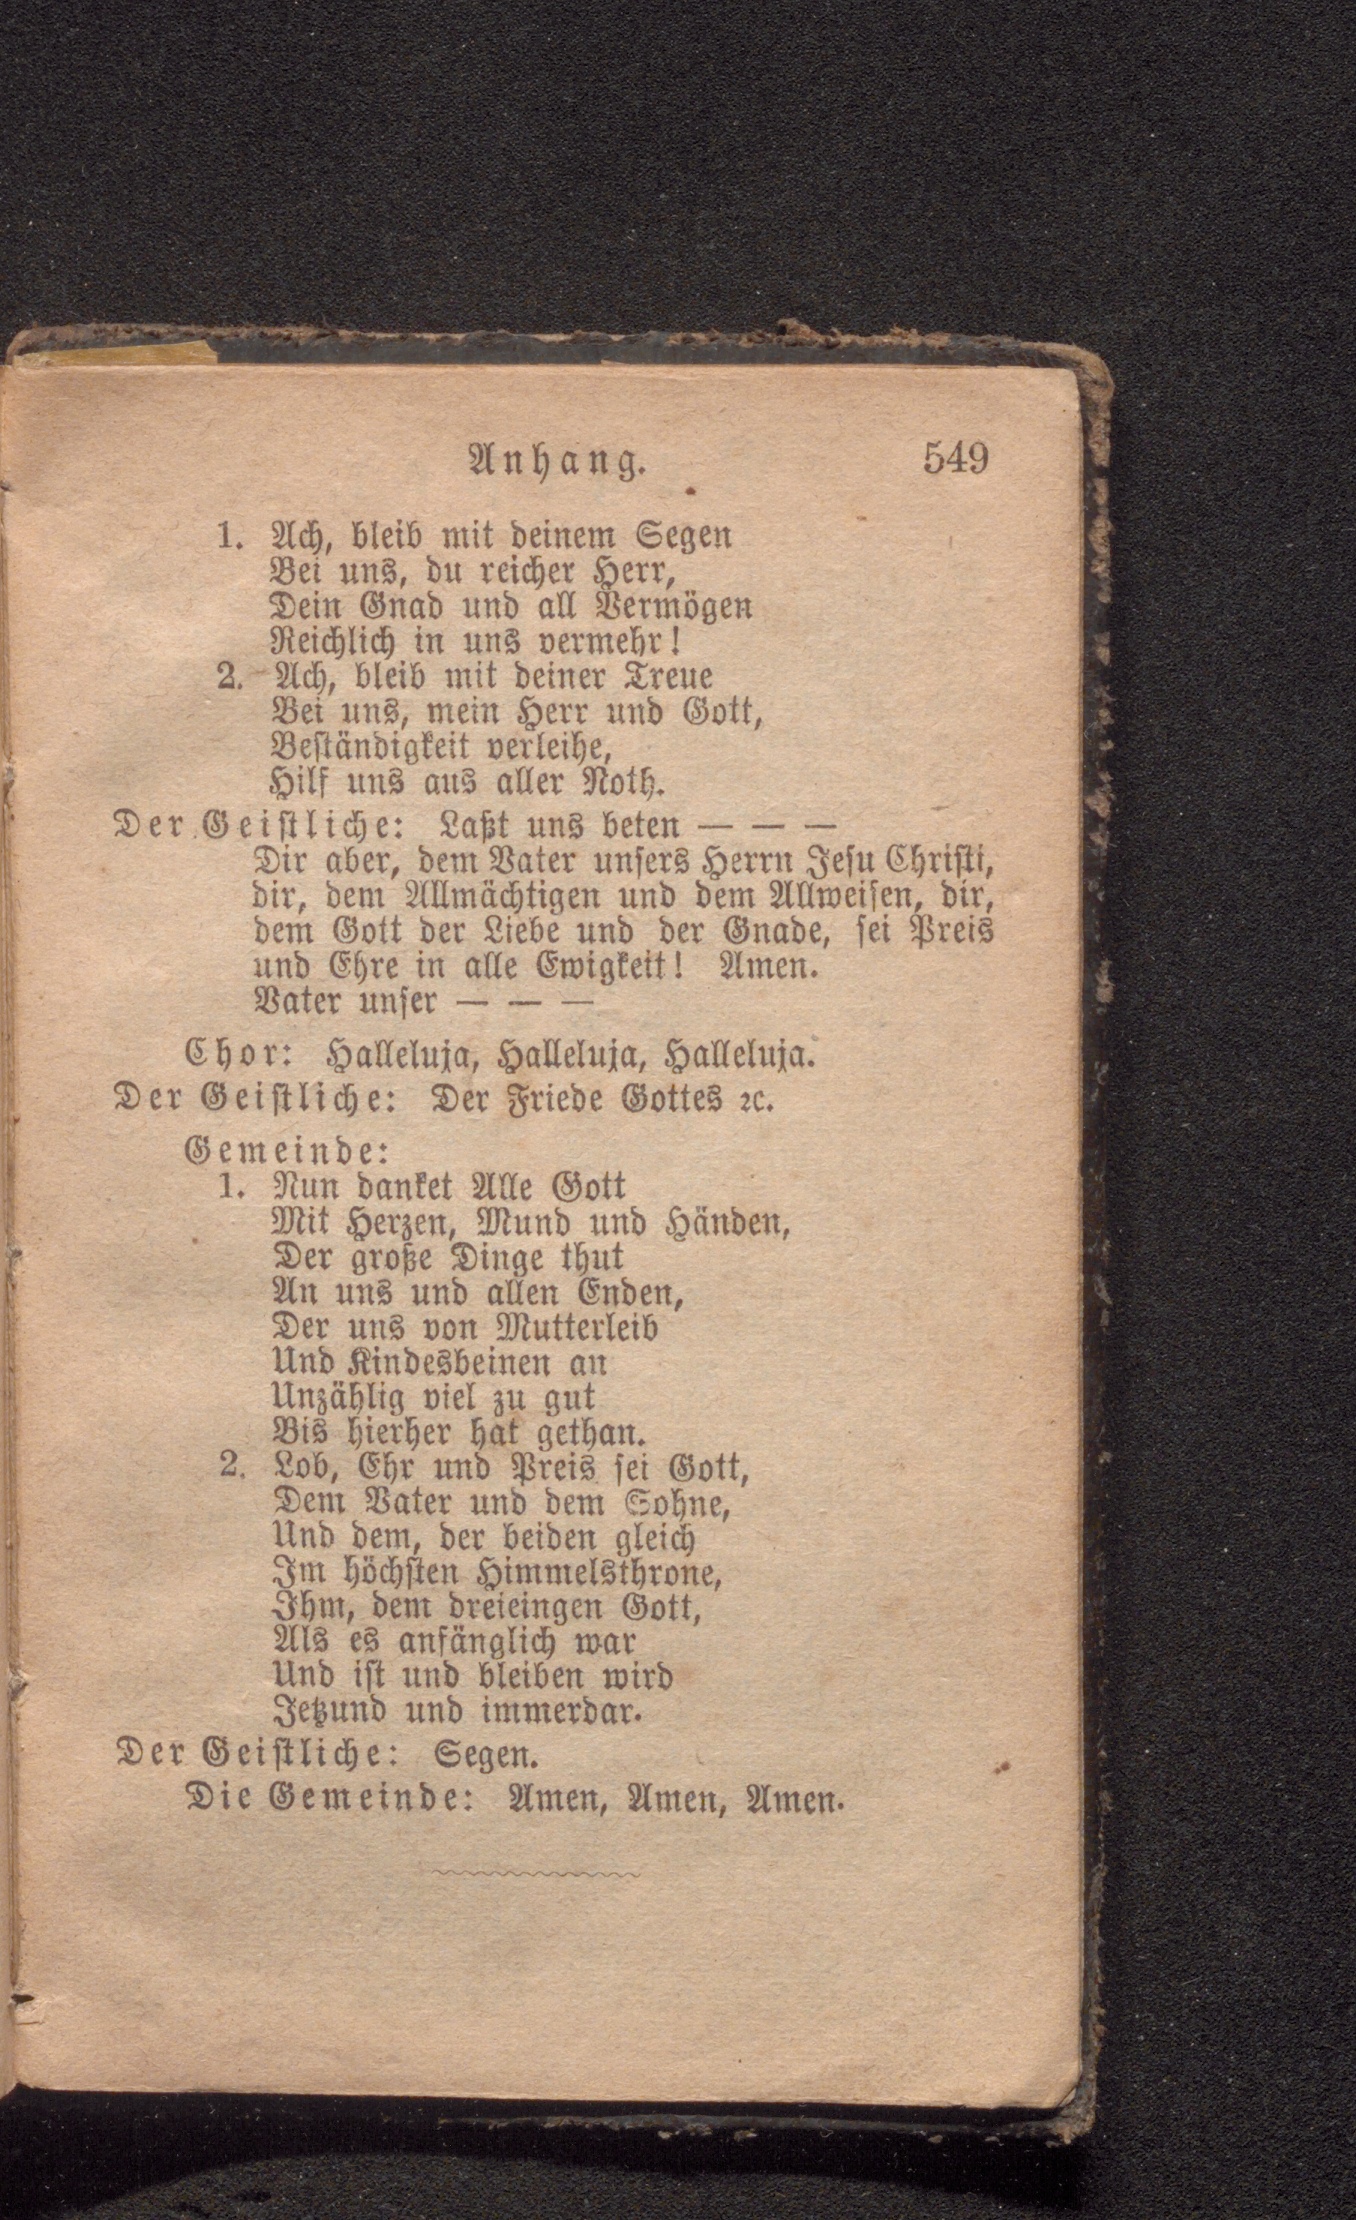 Anhang. 549
1. Ach, bleib mit deinem Segen
Bei uns, du reicher Herr,
Dein Gnad und all Vermögen
Reichlich in uns vermehr!
2. Ach, bleib mit deiner Treue
Bei uns, mein Herr und Gott,
Beständigkeit verleihe,
Hilf uns aus aller Noth.
Der Geistliche: Laßt uns beten — — —
Dir aber, dem Vater unsers Herrn Jesu Christi,
dir, dem Allmächtigen und dem Allweisen, dir,
dem Gott der Liebe und der Gnade, sei Preis
und Ehre in alle Ewigkeit! Amen.
Vater unser — — —
Chor: Halleluja, Halleluja, Halleluja.
Der Geistliche: Der Friede Gottes ꝛc.
Gemeinde:
1. Nun danket Alle Gott
Mit Herzen, Mund und Händen,
Der große Dinge thut
An uns und allen Enden,
Der uns von Mutterleib
Und Kindesbeinen an
Unzählig viel zu gut
Bis hierher hat gethan.
2. Lob, Ehr und Preis sei Gott,
Dem Vater und dem Sohne,
Und dem, der beiden gleich
Im höchsten Himmelsthrone,
Ihm, dem dreieingen Gott,
Als es anfänglich war
Und ist und bleiben wird
Jetzund und immerdar.
Der Geistliche: Segen.
Die Gemeinde: Amen, Amen, Amen.